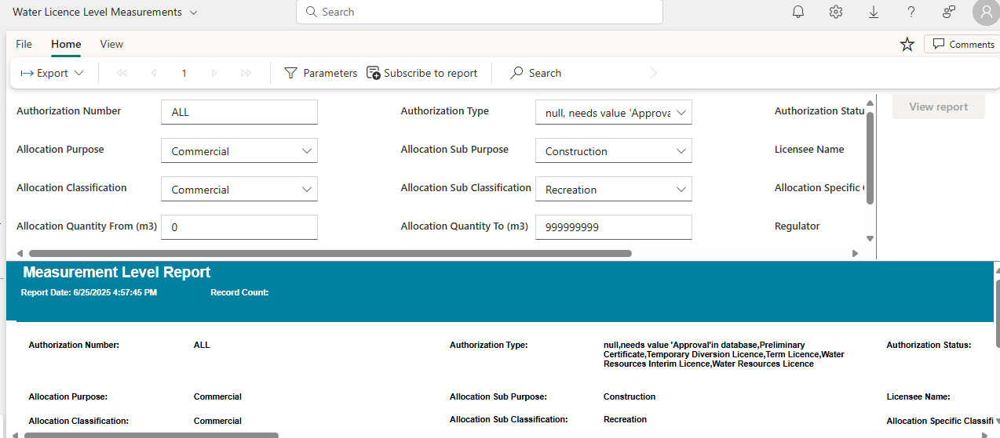 Water Licence Level Measurements
Search
File Home View
Comments
Export 1 Parameters Subscribe to report Search
Authorization Number ALL Authorization Type null, needs value 'Approva Authorization Statu
View report
Allocation Purpose Commercial Allocation Sub Purpose Construction Licensee Name
Allocation Classification Commercial Allocation Sub Classification Recreation Allocation Specific
Allocation Quantity From (m3) 0 Allocation Quantity To (m3) 999999999 Regulator
Measurement Level Report
Report Date: 6/25/2025 4:57:45 PM Record Count:
Authorization Number: ALL Authorization Type: null,needs value 'Approval'in database,Preliminary Authorization Status:
Certificate,Temporary Diversion Licence,Term Licence,Water
Resources Interim Licence,Water Resources Licence
Allocation Purpose: Commercial Allocation Sub Purpose: Construction Licensee Name:
Allocation Classification: Commercial Allocation Sub Classification: Recreation Allocation Specific Classifi